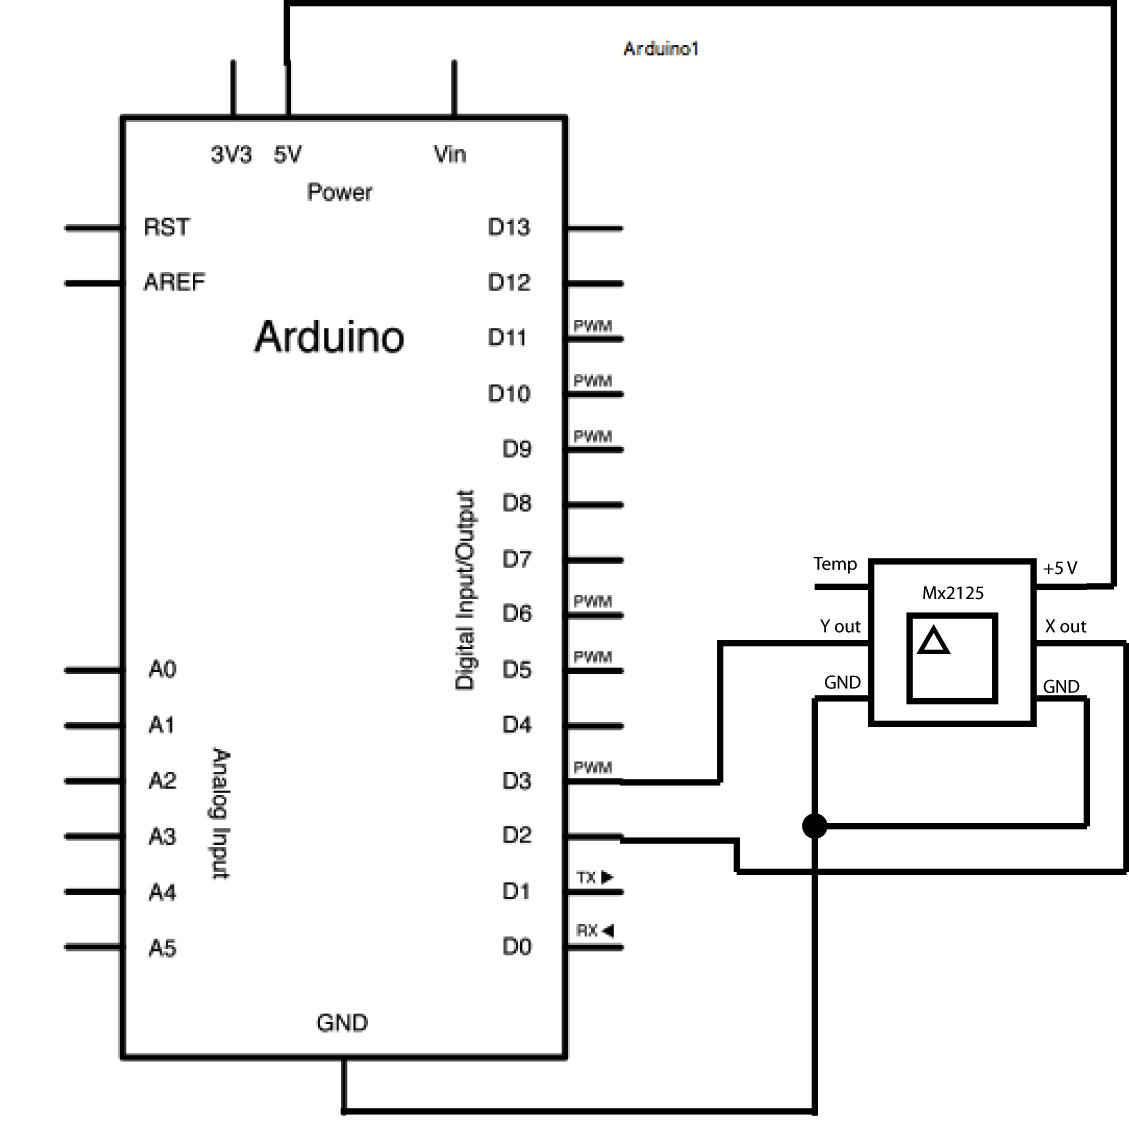 Arduino1
3V3 5V Vin
Power
RST D13
AREF D12
Arduino
PWM
D11
PWM
D10
PWM
D9
D8
Digital Input/Output
D7
Temp +5 V
Mx2125
PWM
D6
Y out X out
PWM
A0 D5
GND GND
A1 D4
Analog Input
PWM
A2 D3
A3 D2
TX ▶
A4 D1
RX ◀
A5 D0
GND